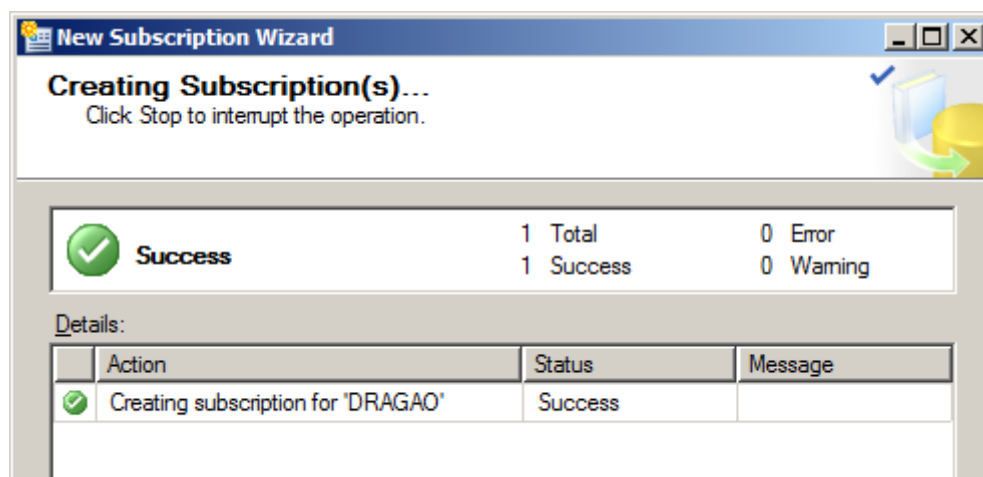 New Subscription Wizard
Creating Subscription(s)...
Click Stop to interrupt the operation.
Success
1 Total
0 Error
1 Success
0 Warning
Details:
Action Status Message
Creating subscription for 'DRAGAO' Success